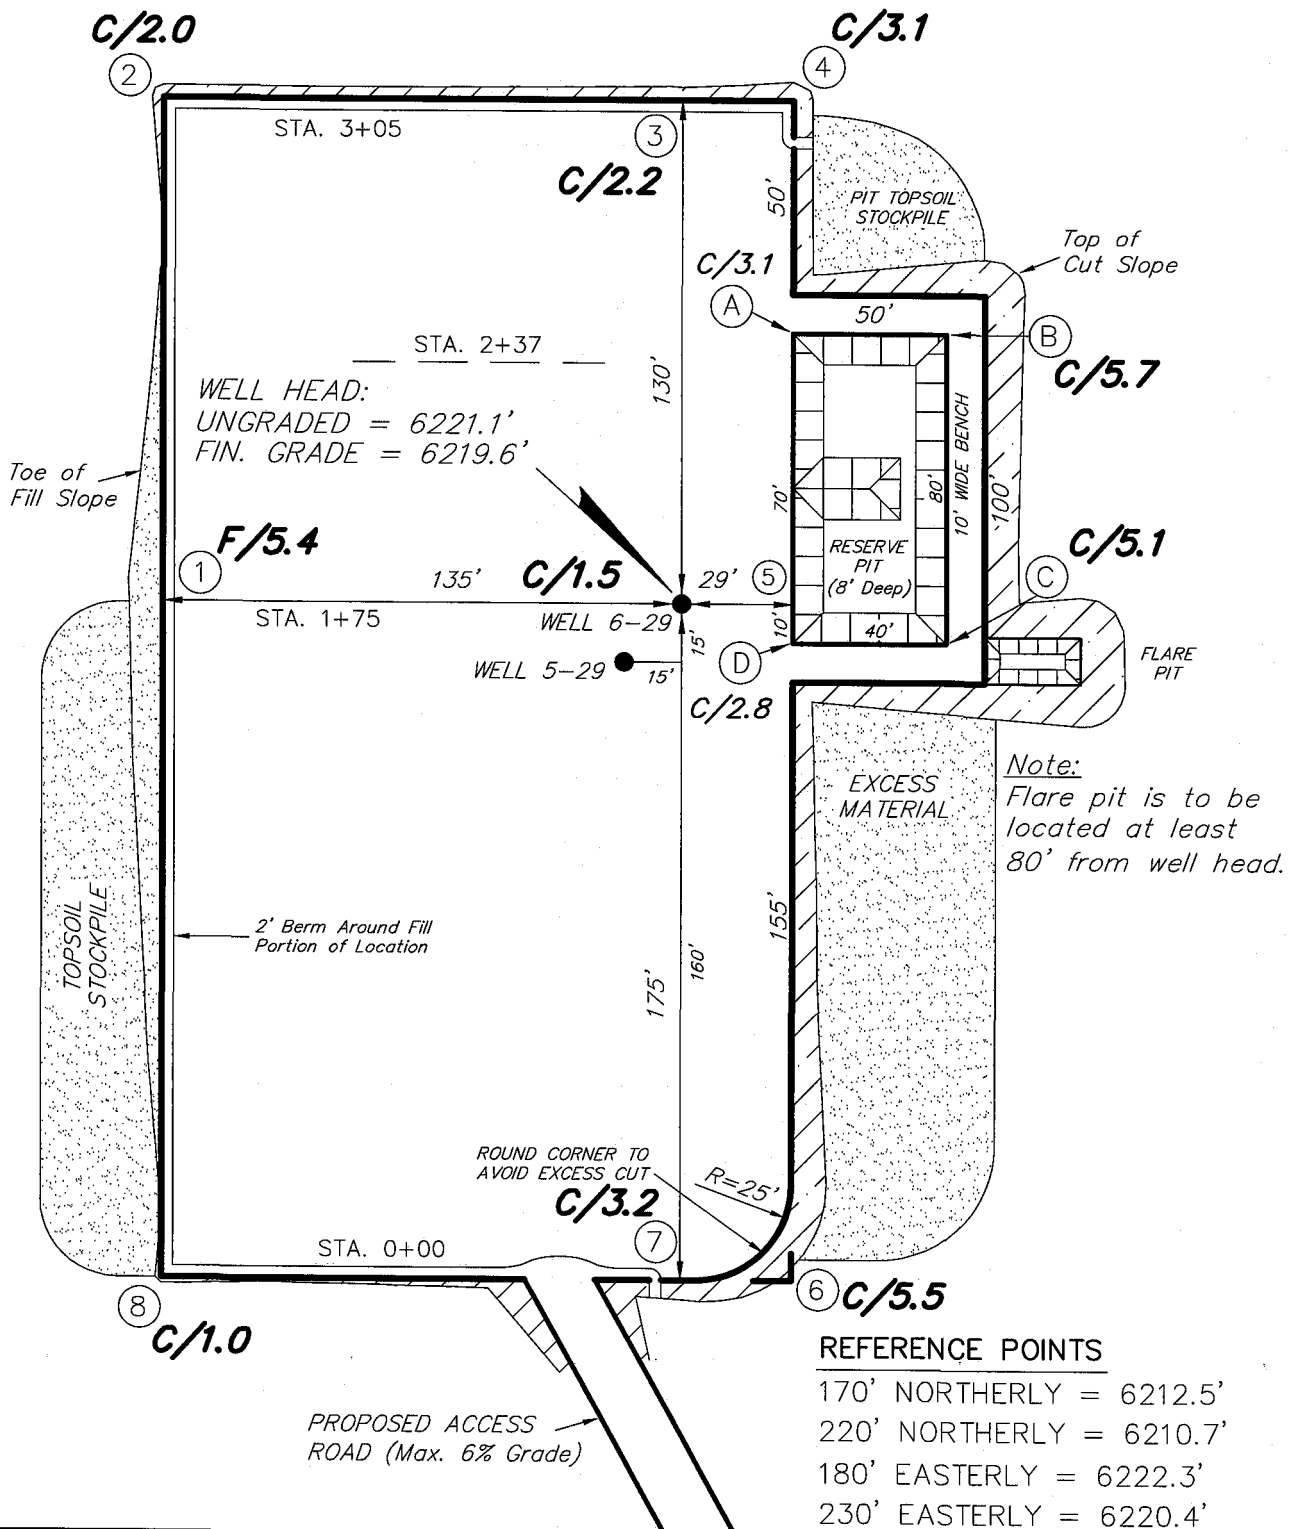 C/2.0
C/3.1
2
4
STA. 3+05
3
C/2.2
50'
PIT TOPSOIL
STOCKPILE
Top of
Cut Slope
C/3.1
A
50'
B
C/5.7
STA. 2+37
130'
WELL HEAD:
UNGRADED = 6221.1'
FIN. GRADE = 6219.6'
Toe of
Fill Slope
10' WIDE BENCH
100'
80'
70'
RESERVE
PIT
(8' Deep)
F/5.4
1
135'
C/1.5
29'
5
C/5.1
C
STA. 1+75
WELL 6-29
10'
40'
15'
D
WELL 5-29
15'
FLARE
PIT
C/2.8
Note:
Flare pit is to be
located at least
80' from well head.
EXCESS
MATERIAL
TOPSOIL
STOCKPILE
2' Berm Around Fill
Portion of Location
155'
175'
160'
ROUND CORNER TO
AVOID EXCESS CUT
R=25'
C/3.2
7
STA. 0+00
8
C/1.0
6
C/5.5
PROPOSED ACCESS
ROAD (Max. 6% Grade)
REFERENCE POINTS
170' NORTHERLY = 6212.5'
220' NORTHERLY = 6210.7'
180' EASTERLY = 6222.3'
230' EASTERLY = 6220.4'